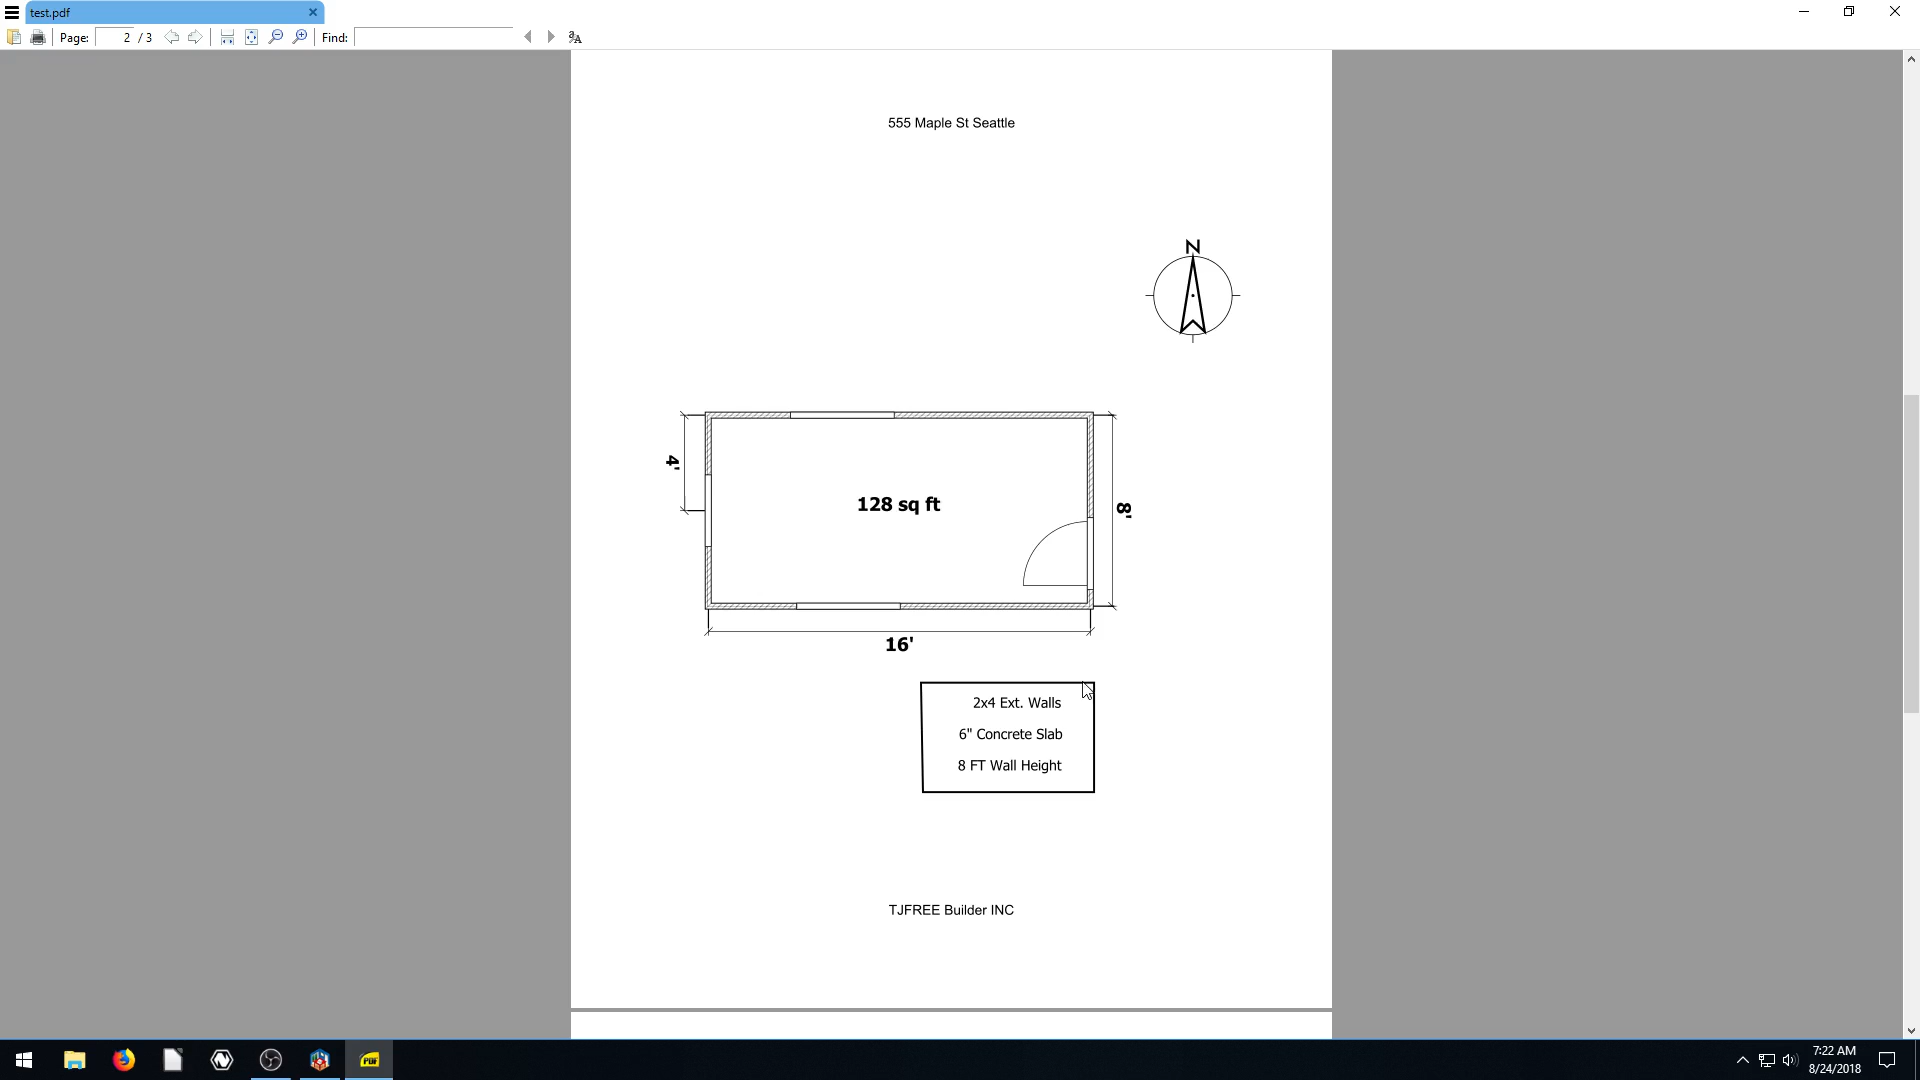 test.pdf
Page: 2 / 3 Find:
555 Maple St Seattle
N
4'
128 sq ft
8'
16'
2x4 Ext. Walls
6" Concrete Slab
8 FT Wall Height
TJFREE Builder INC
PDF
7:22 AM
8/24/2018